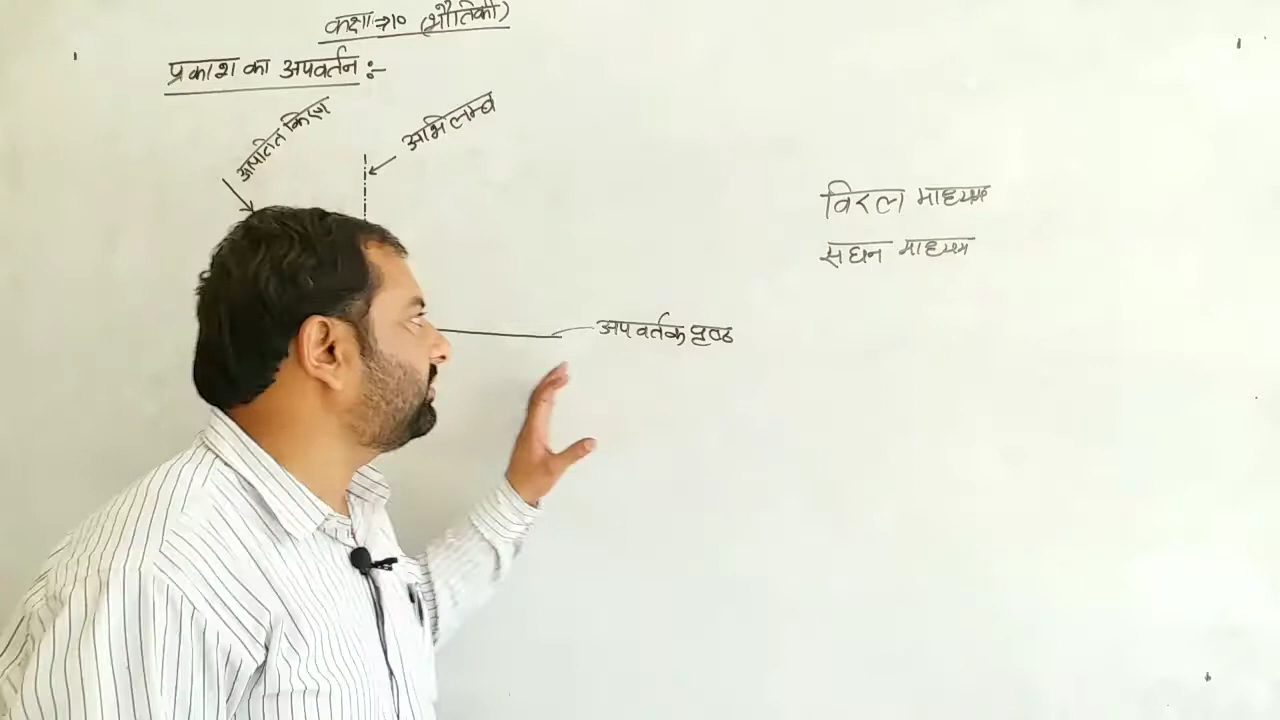 कक्षा→10 (भौतिकी)
प्रकाश का अपवर्तन :-
आपतित किरण
अभिलम्ब
विरल माध्यम
सघन माध्यम
अपवर्तक पृष्ठ